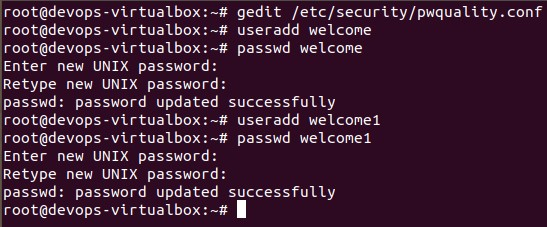 root@devops-virtualbox:~# gedit /etc/security/pwquality.conf
root@devops-virtualbox:~# useradd welcome
root@devops-virtualbox:~# passwd welcome
Enter new UNIX password:
Retype new UNIX password:
passwd: password updated successfully
root@devops-virtualbox:~# useradd welcome1
root@devops-virtualbox:~# passwd welcome1
Enter new UNIX password:
Retype new UNIX password:
passwd: password updated successfully
root@devops-virtualbox:~#